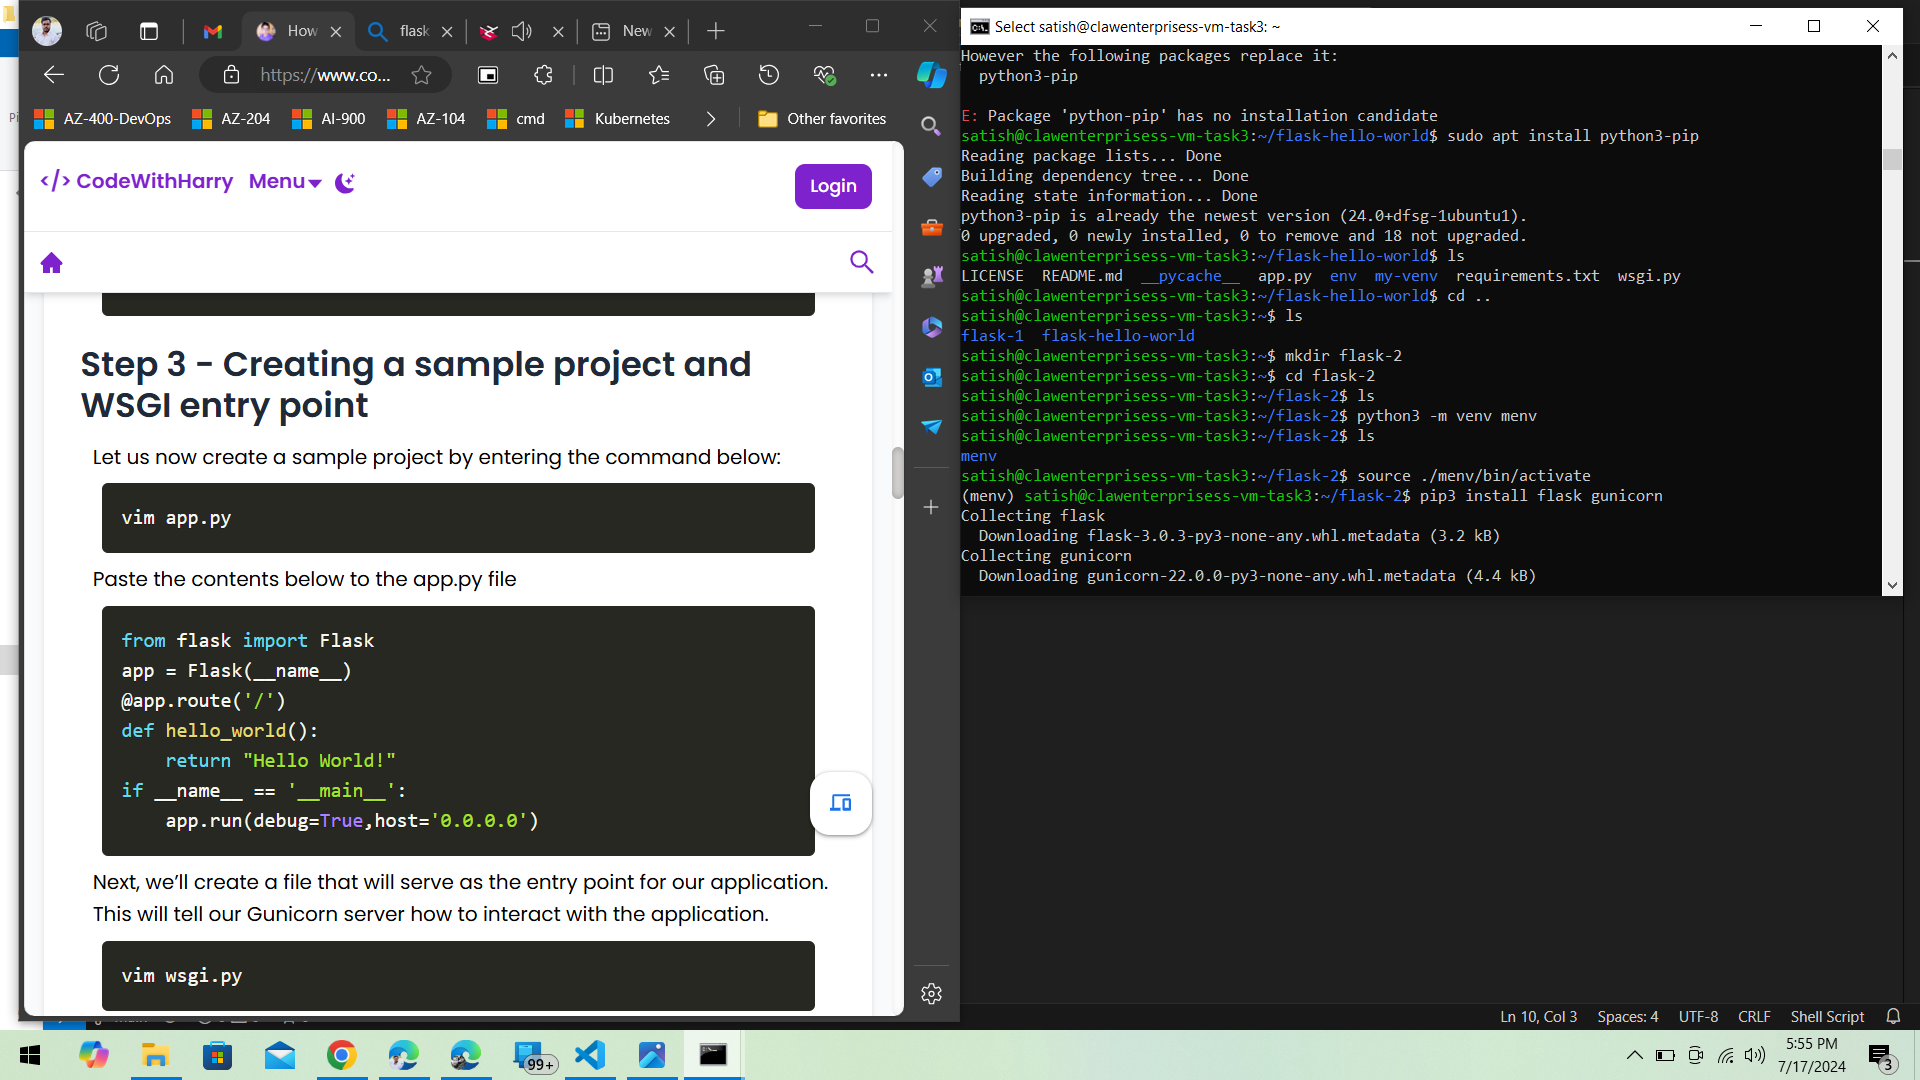 How
flask
New
https://www.co...
AZ-400-DevOps
AZ-204
AI-900
AZ-104
cmd
Kubernetes
Other favorites
</> CodeWithHarry
Menu
Login
Step 3 - Creating a sample project and
WSGI entry point
Let us now create a sample project by entering the command below:
vim app.py
Paste the contents below to the app.py file
from flask import Flask
app = Flask(__name__)
@app.route('/')
def hello_world():
    return "Hello World!"
if __name__ == '__main__':
    app.run(debug=True,host='0.0.0.0')
Next, we’ll create a file that will serve as the entry point for our application.
This will tell our Gunicorn server how to interact with the application.
vim wsgi.py
Select satish@clawenterprisess-vm-task3: ~
However the following packages replace it:
  python3-pip
E: Package 'python-pip' has no installation candidate
satish@clawenterprisess-vm-task3:~/flask-hello-world$ sudo apt install python3-pip
Reading package lists... Done
Building dependency tree... Done
Reading state information... Done
python3-pip is already the newest version (24.0+dfsg-1ubuntu1).
0 upgraded, 0 newly installed, 0 to remove and 18 not upgraded.
satish@clawenterprisess-vm-task3:~/flask-hello-world$ ls
LICENSE  README.md  __pycache__  app.py  env  my-venv  requirements.txt  wsgi.py
satish@clawenterprisess-vm-task3:~/flask-hello-world$ cd ..
satish@clawenterprisess-vm-task3:~$ ls
flask-1  flask-hello-world
satish@clawenterprisess-vm-task3:~$ mkdir flask-2
satish@clawenterprisess-vm-task3:~$ cd flask-2
satish@clawenterprisess-vm-task3:~/flask-2$ ls
satish@clawenterprisess-vm-task3:~/flask-2$ python3 -m venv menv
satish@clawenterprisess-vm-task3:~/flask-2$ ls
menv
satish@clawenterprisess-vm-task3:~/flask-2$ source ./menv/bin/activate
(menv) satish@clawenterprisess-vm-task3:~/flask-2$ pip3 install flask gunicorn
Collecting flask
  Downloading flask-3.0.3-py3-none-any.whl.metadata (3.2 kB)
Collecting gunicorn
  Downloading gunicorn-22.0.0-py3-none-any.whl.metadata (4.4 kB)
Ln 10, Col 3
Spaces: 4
UTF-8
CRLF
Shell Script
99+
5:55 PM
7/17/2024
3